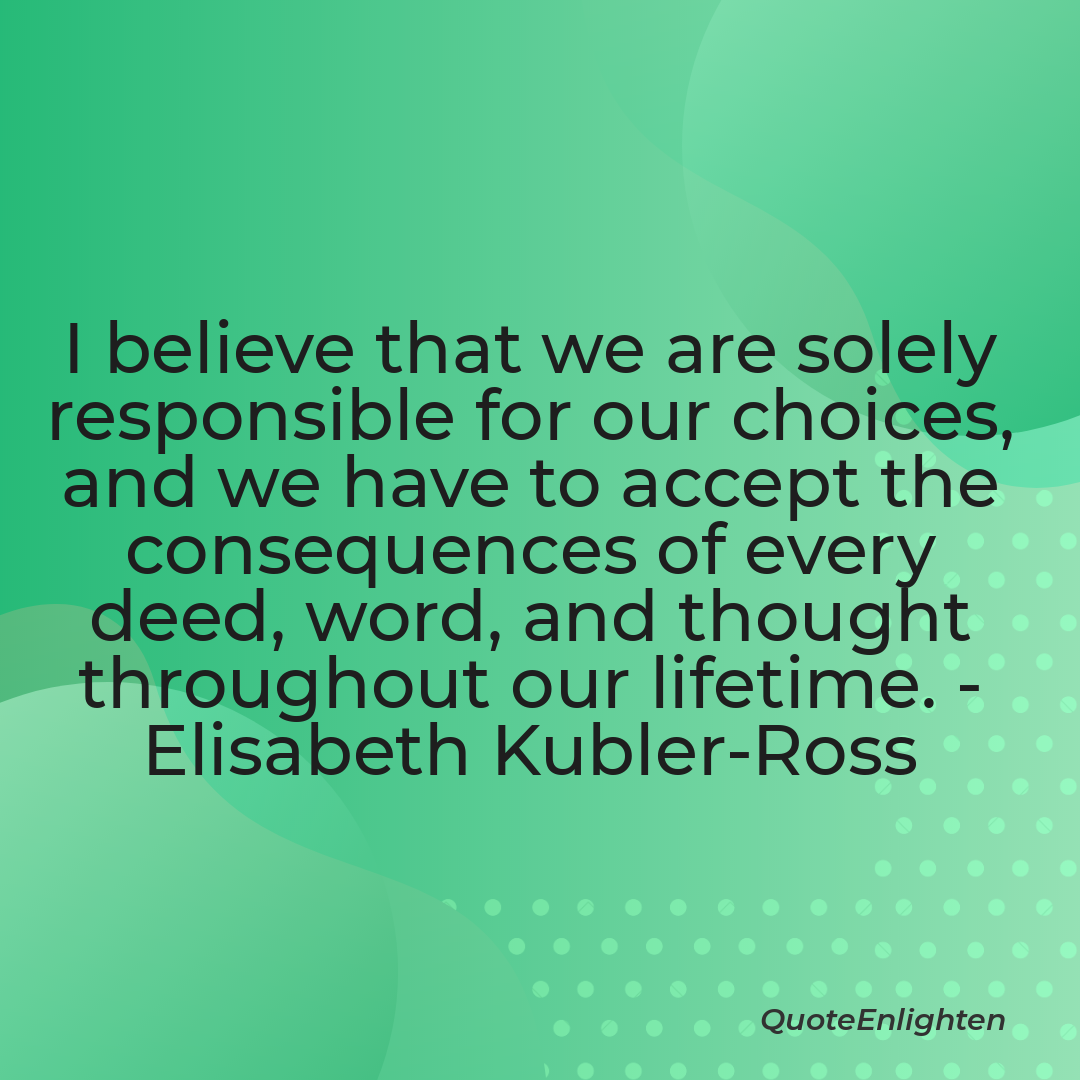 I believe that we are solely
responsible for our choices,
and we have to accept the
consequences of every
deed, word, and thought
throughout our lifetime. -
Elisabeth Kubler-Ross
QuoteEnlighten